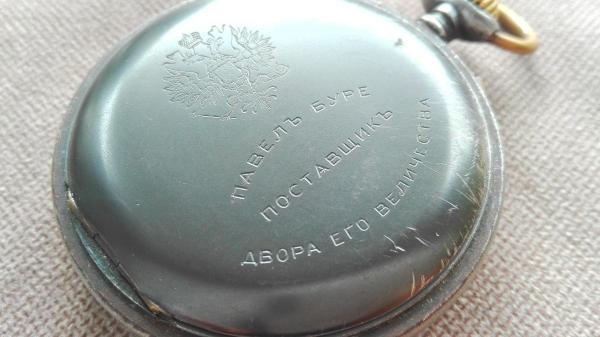 ПАВЕЛЪ БУРЕ
ПОСТАВЩИКЪ
ДВОРА ЕГО ВЕЛИЧЕСТВА